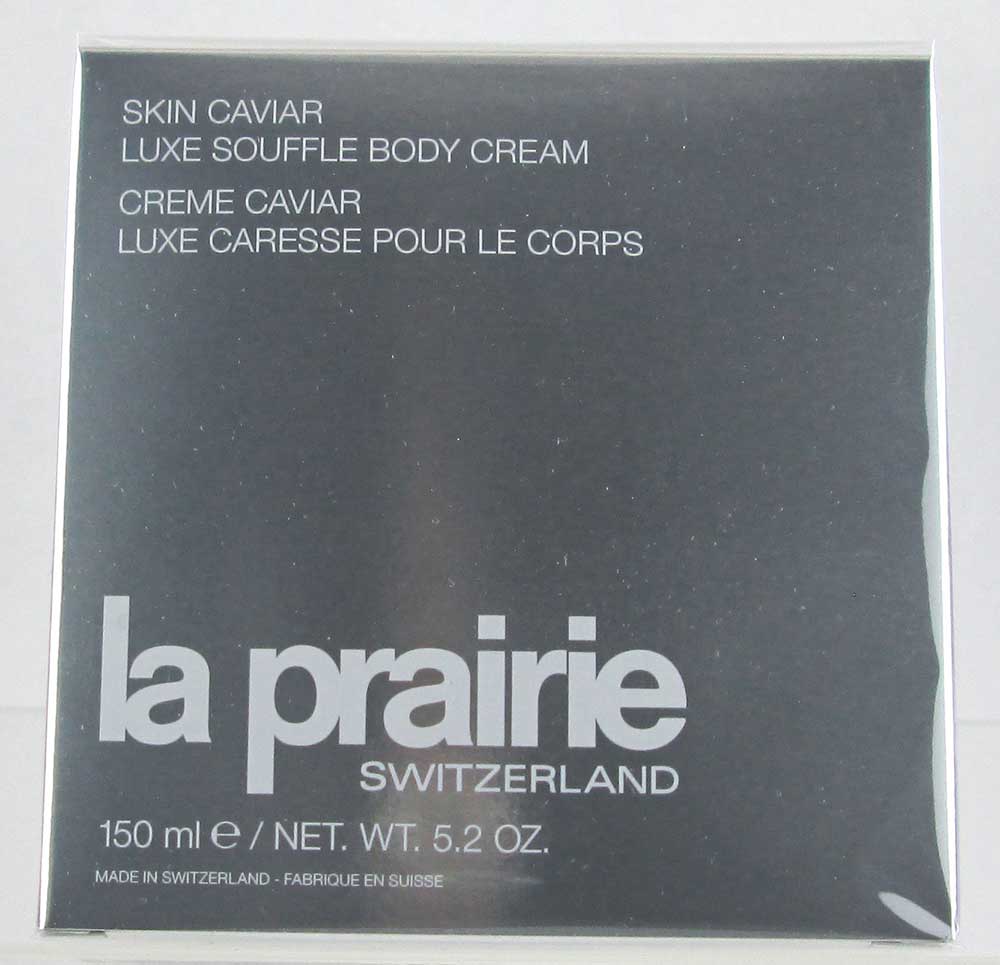 SKIN CAVIAR
LUXE SOUFFLE BODY CREAM
CREME CAVIAR
LUXE CARESSE POUR LE CORPS
la prairie
SWITZERLAND
150 ml ℮ / NET. WT. 5.2 OZ.
MADE IN SWITZERLAND - FABRIQUE EN SUISSE